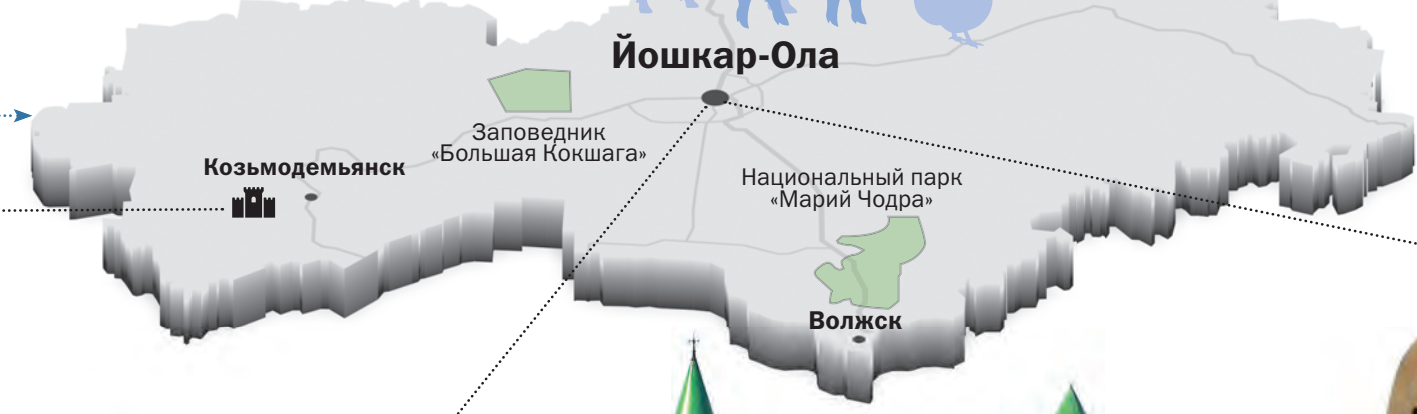 Йошкар-Ола
Заповедник
«Большая Кокшага»
Козьмодемьянск
Национальный парк
«Марий Чодра»
Волжск